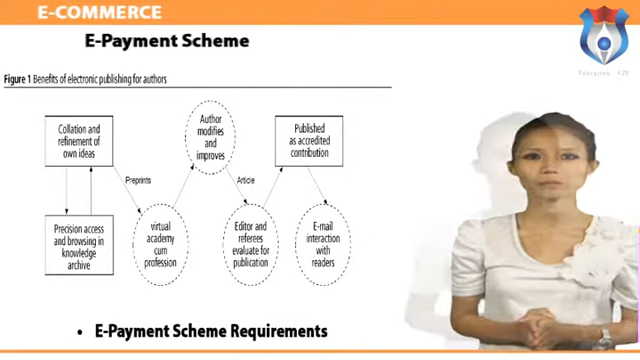 E-COMMERCE
E-Payment Scheme
Figure 1 Benefits of electronic publishing for authors
Collation and
refinement of
own ideas
Author
modifies
and
improves
Published
as accredited
contribution
Preprints
Article
Precision access
and browsing in
knowledge
archive
virtual
academy
cum
profession
Editor and
referees
evaluate for
publication
E-mail
interaction
with
readers
• E-Payment Scheme Requirements